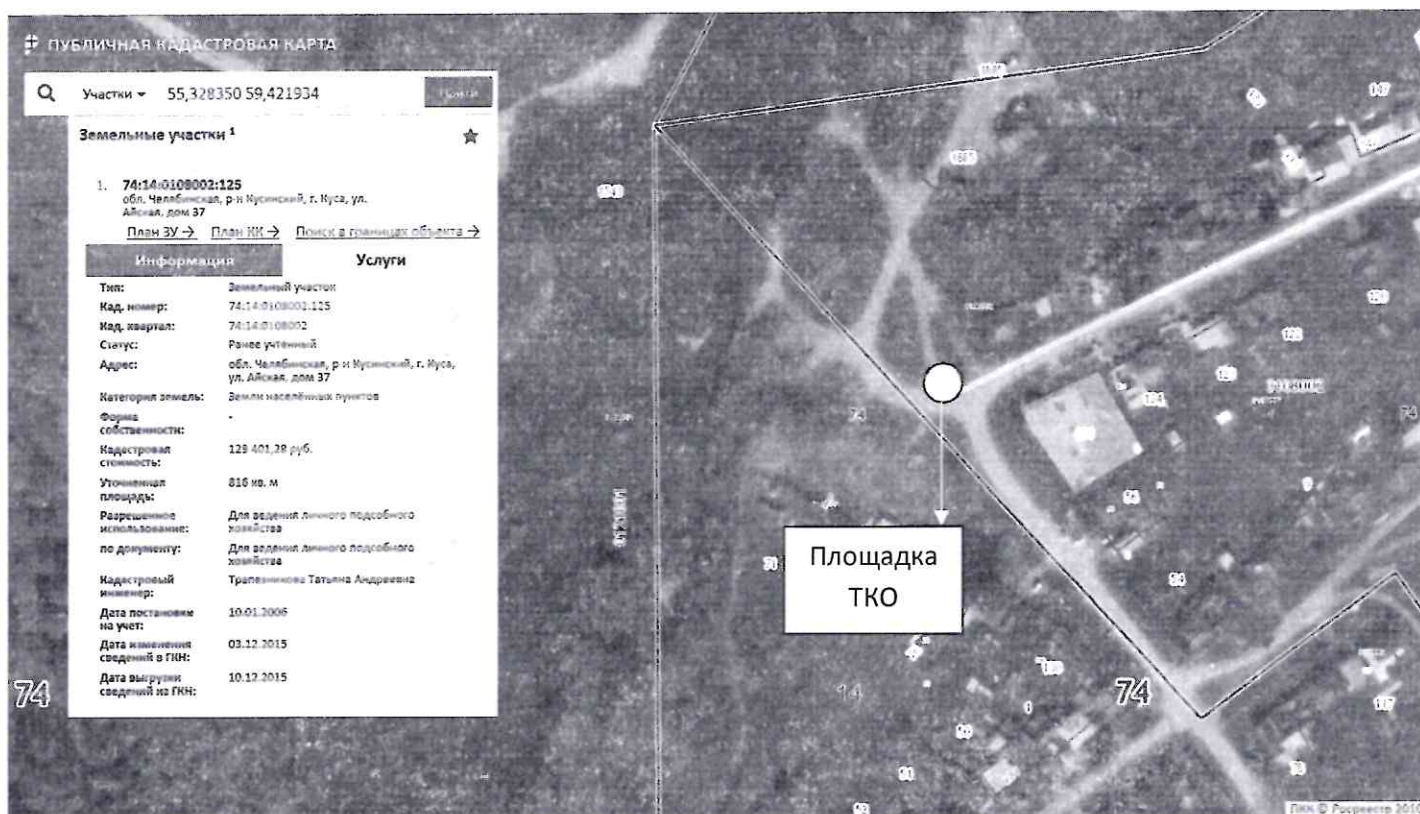 ПУБЛИЧНАЯ КАДАСТРОВАЯ КАРТА
Участки 55,328350 59,421934 Найти
Земельные участки 1
1. 74:14:0108002:125
обл. Челябинская, р-н Кусинский, г. Куса, ул.
Айская, дом 37
План ЗУ → План КК → Поиск в границах объекта →
Информация Услуги
Тип: Земельный участок
Кад. номер: 74:14:0108002:125
Кад. квартал: 74:14:0108002
Статус: Ранее учтенный
Адрес: обл. Челябинская, р-н Кусинский, г. Куса,
ул. Айская, дом 37
Категория земель: Земли населённых пунктов
Форма
собственности: -
Кадастровая
стоимость: 129 401,28 руб.
Уточненная
площадь: 816 кв. м
Разрешенное
использование: Для ведения личного подсобного
хозяйства
по документу: Для ведения личного подсобного
хозяйства
Кадастровый
инженер: Трапезникова Татьяна Андреевна
Дата постановки
на учет: 10.01.2006
Дата изменения
сведений в ГКН: 03.12.2015
Дата выгрузки
сведений из ГКН: 10.12.2015
Площадка
ТКО
74
74
74
74
14
147
124
96
94
ПКК © Росреестр 2010